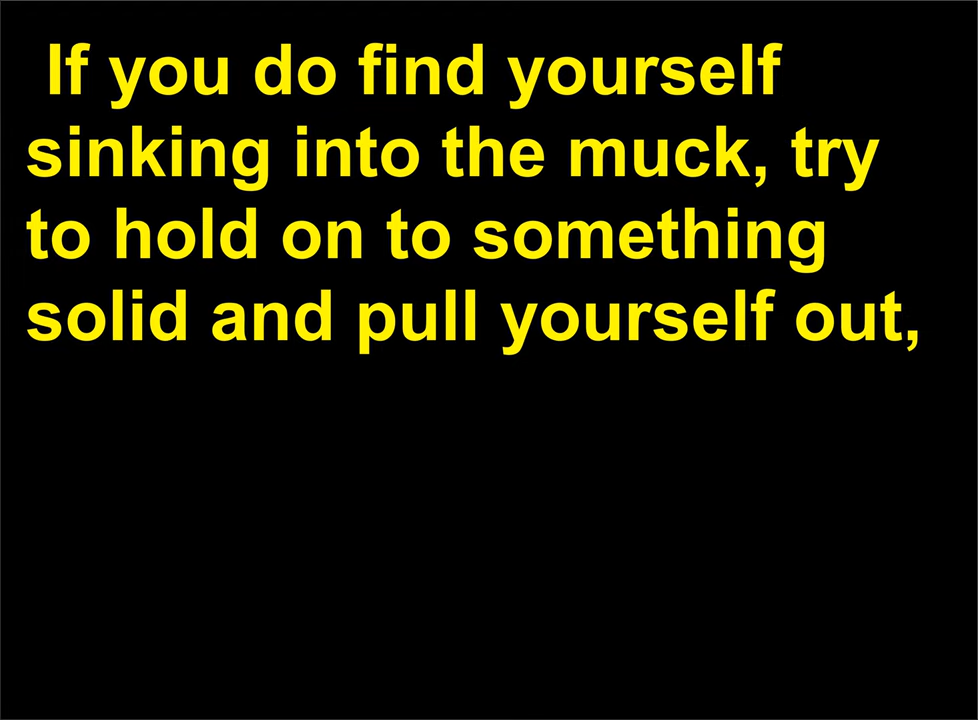 If you do find yourself
sinking into the muck, try
to hold on to something
solid and pull yourself out,